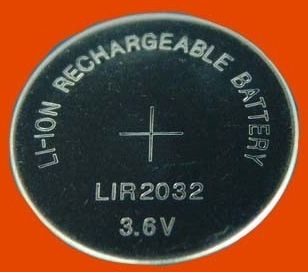 LI-ION RECHARGEABLE BATTERY
+
LIR2032
3.6V